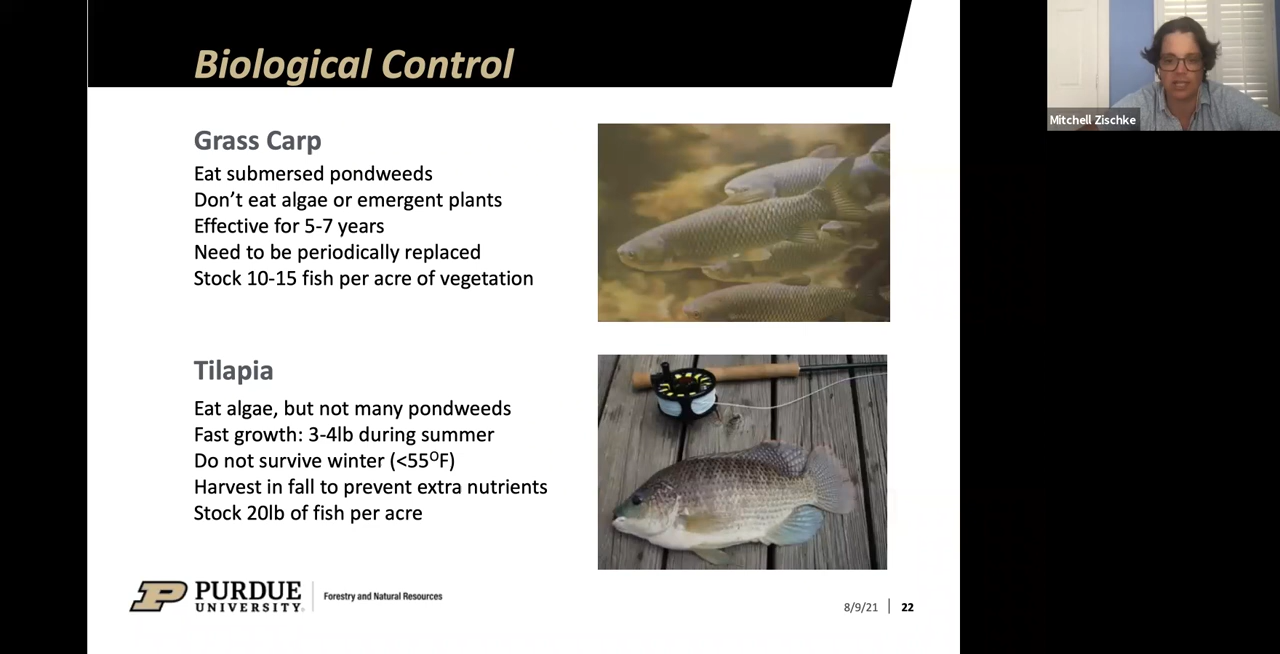 Biological Control
Mitchell Zischke
Grass Carp
Eat submersed pondweeds
Don't eat algae or emergent plants
Effective for 5-7 years
Need to be periodically replaced
Stock 10-15 fish per acre of vegetation
Tilapia
Eat algae, but not many pondweeds
Fast growth: 3-4lb during summer
Do not survive winter (<55°F)
Harvest in fall to prevent extra nutrients
Stock 20lb of fish per acre
P PURDUE
UNIVERSITY®
Forestry and Natural Resources
8/9/21 | 22